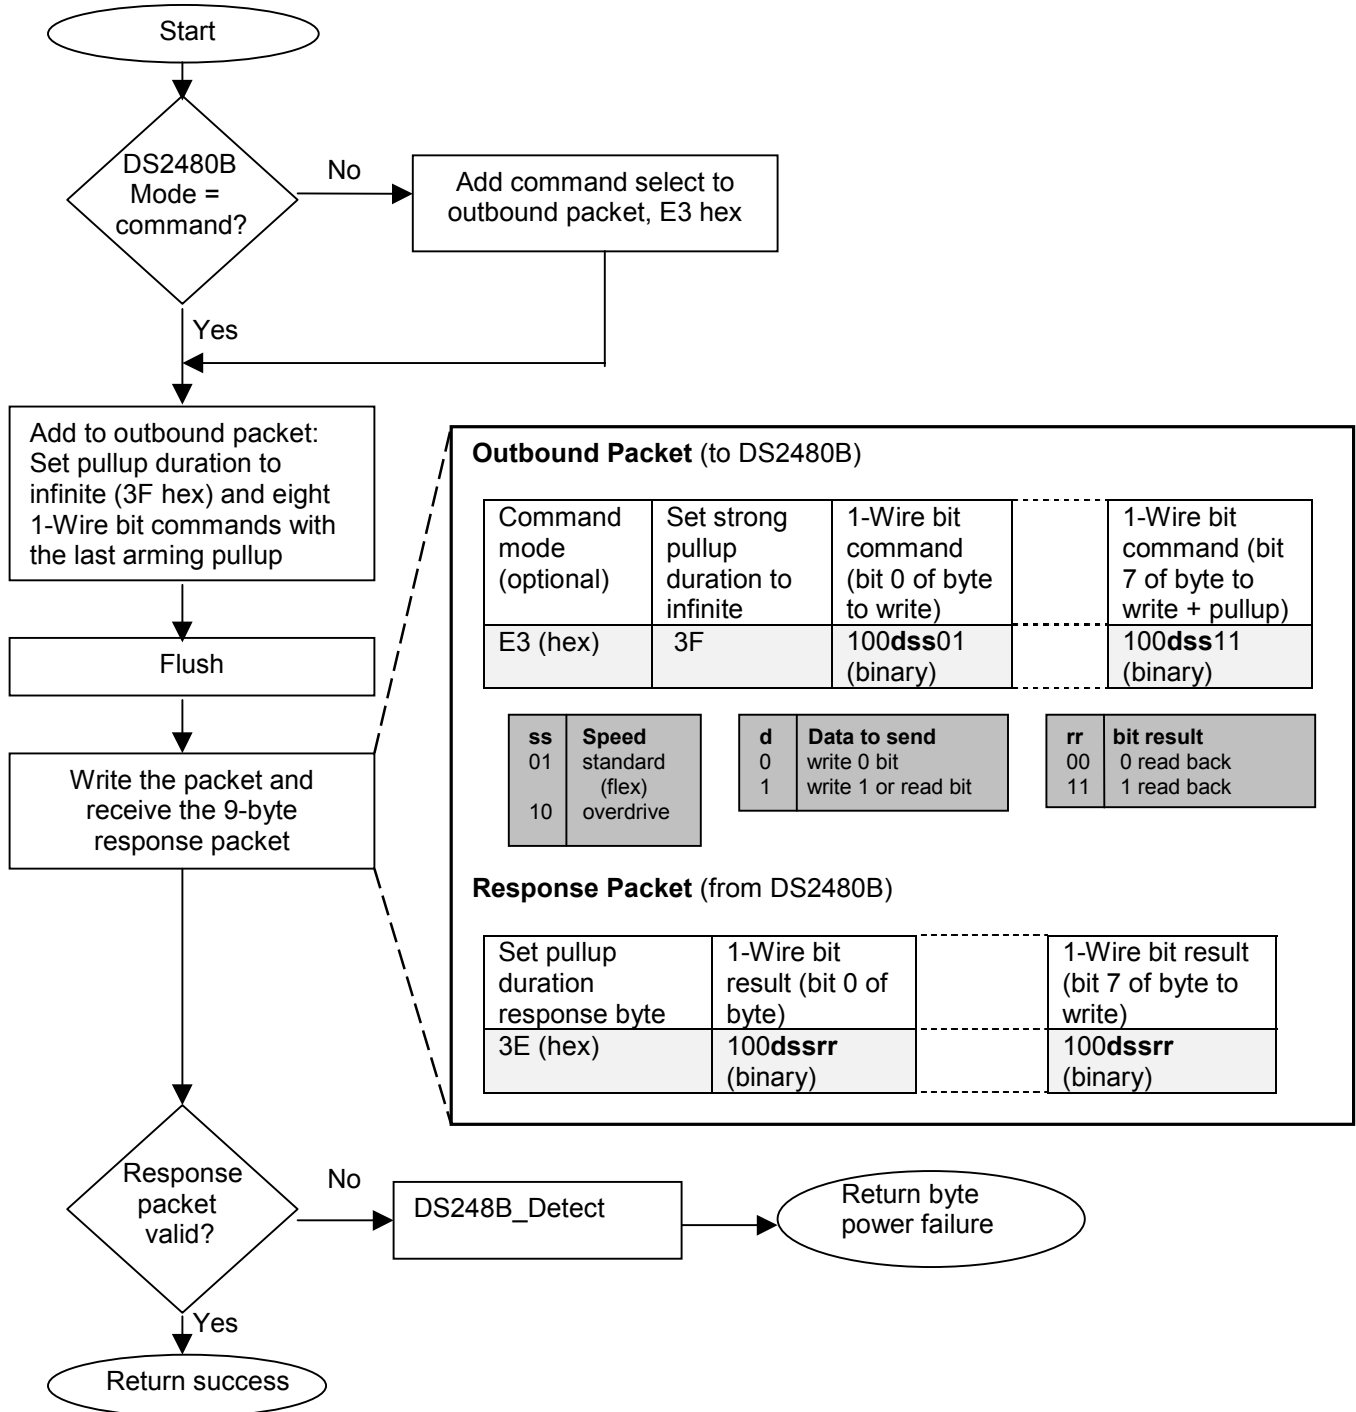 Start
DS2480B
Mode =
command?
No
Add command select to
outbound packet, E3 hex
Yes
Add to outbound packet:
Set pullup duration to
infinite (3F hex) and eight
1-Wire bit commands with
the last arming pullup
Flush
Write the packet and
receive the 9-byte
response packet
Outbound Packet (to DS2480B)
Command
mode
(optional)
Set strong
pullup
duration to
infinite
1-Wire bit
command
(bit 0 of byte
to write)
1-Wire bit
command (bit
7 of byte to
write + pullup)
E3 (hex)
3F
100dss01
(binary)
100dss11
(binary)
ss Speed
01 standard
(flex)
10 overdrive
d Data to send
0 write 0 bit
1 write 1 or read bit
rr bit result
00 0 read back
11 1 read back
Response Packet (from DS2480B)
Set pullup
duration
response byte
1-Wire bit
result (bit 0 of
byte)
1-Wire bit result
(bit 7 of byte to
write)
3E (hex)
100dssrr
(binary)
100dssrr
(binary)
Response
packet
valid?
No
DS248B_Detect
Return byte
power failure
Yes
Return success